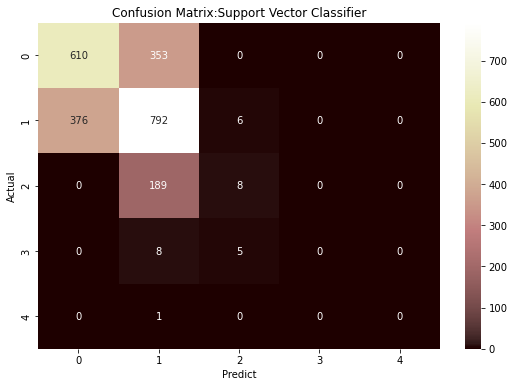 Confusion Matrix:Support Vector Classifier
0 610 353 0 0 0
1 376 792 6 0 0
2 0 189 8 0 0
3 0 8 5 0 0
4 0 1 0 0 0
0 1 2 3 4
Actual
Predict
700
600
500
400
300
200
100
0